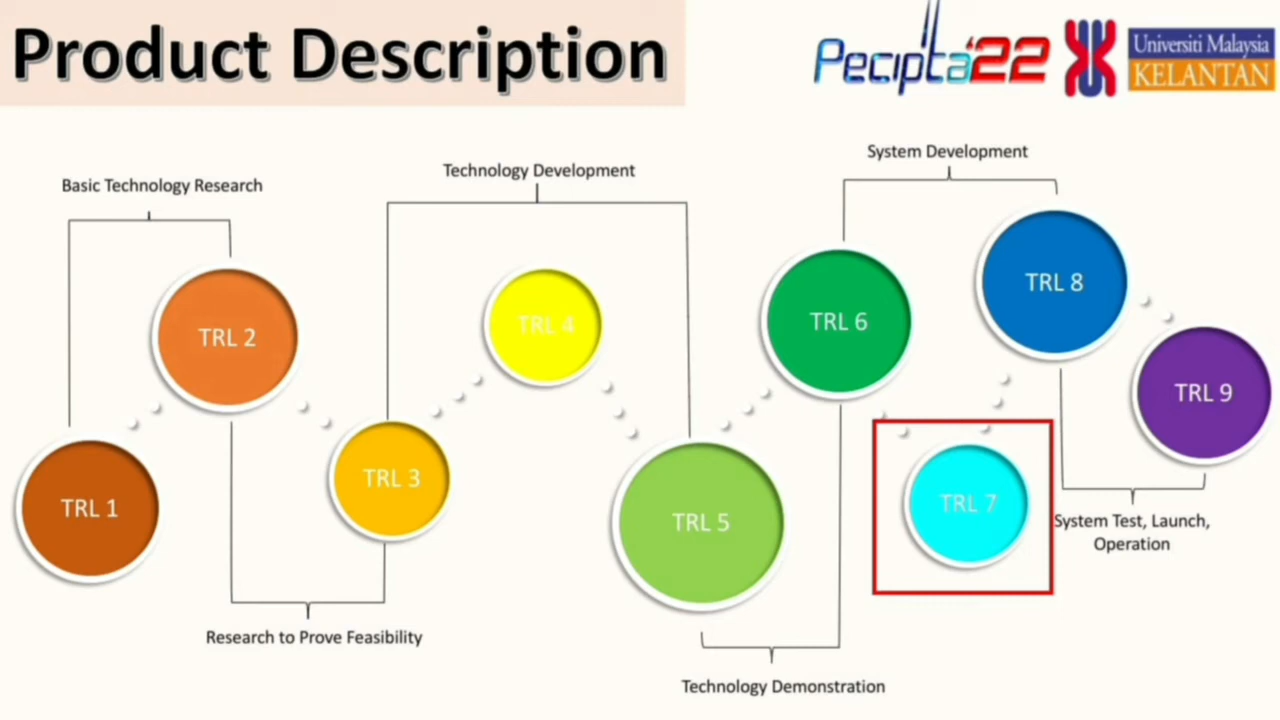 Product Description
Pecipta'22
Universiti Malaysia
KELANTAN
System Development
Technology Development
Basic Technology Research
TRL 8
TRL 6
TRL 4
TRL 2
TRL 9
TRL 3
TRL 7
TRL 1
TRL 5
System Test, Launch,
Operation
Research to Prove Feasibility
Technology Demonstration